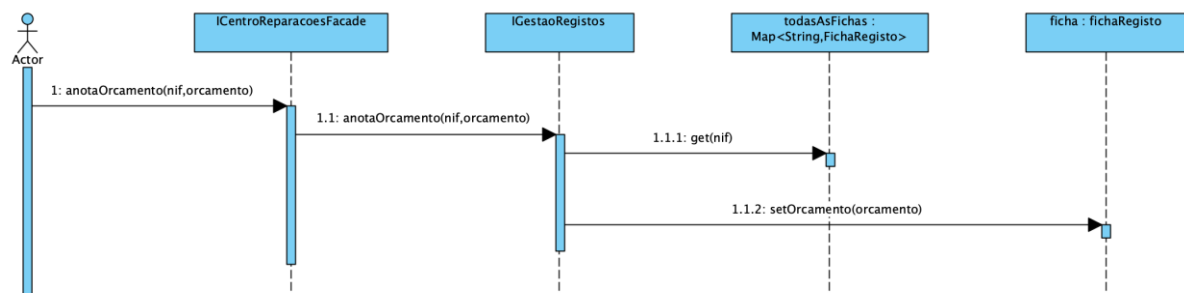 ICentroReparacoesFacade
IGestaoRegistos
todasAsFichas :
Map<String,FichaRegisto>
ficha : fichaRegisto
Actor
1: anotaOrcamento(nif,orcamento)
1.1: anotaOrcamento(nif,orcamento)
1.1.1: get(nif)
1.1.2: setOrcamento(orcamento)